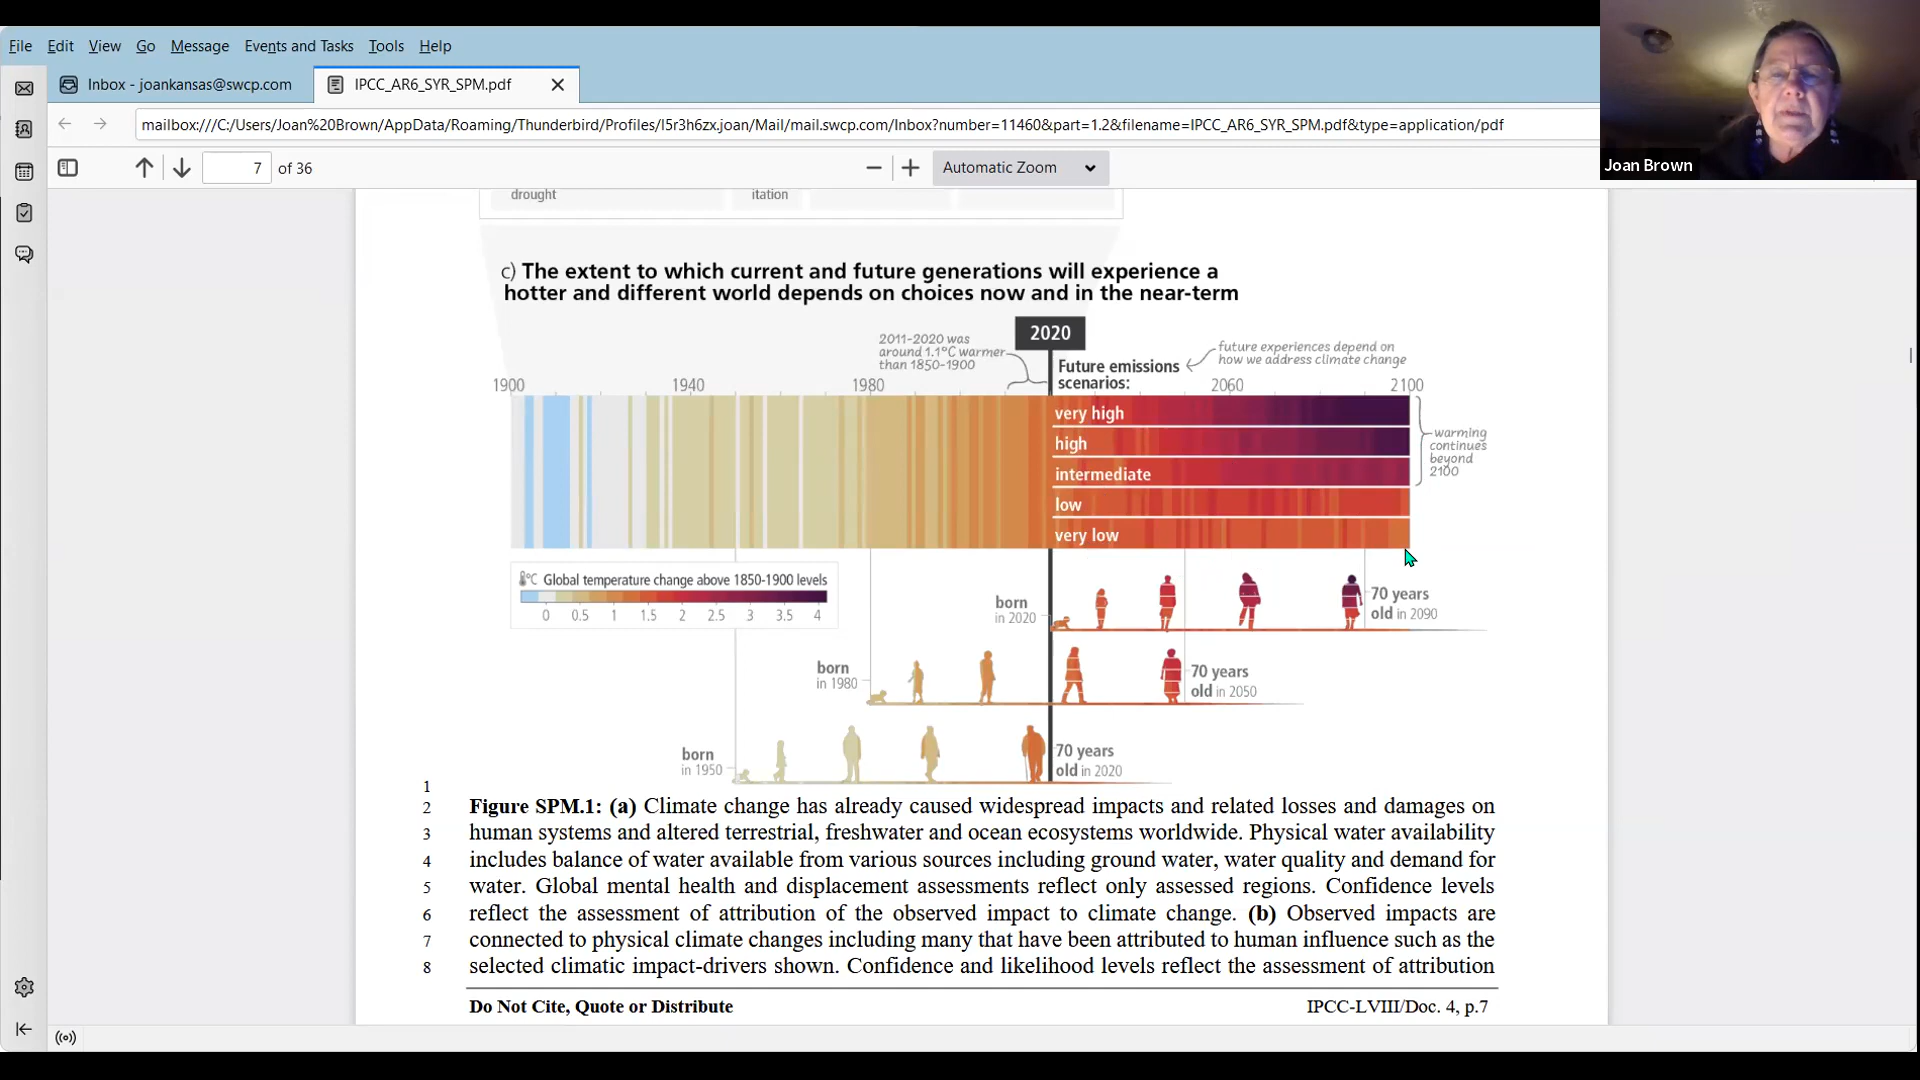 File Edit View Go Message Events and Tasks Tools Help
Inbox - joankansas@swcp.com
IPCC_AR6_SYR_SPM.pdf
mailbox:///C:/Users/Joan%20Brown/AppData/Roaming/Thunderbird/Profiles/l5r3h6zx.joan/Mail/mail.swcp.com/Inbox?number=11460&part=1.2&filename=IPCC_AR6_SYR_SPM.pdf&type=application/pdf
Joan Brown
7 of 36
Automatic Zoom
drought
itation
c) The extent to which current and future generations will experience a
hotter and different world depends on choices now and in the near-term
2020
2011-2020 was
around 1.1°C warmer
than 1850-1900
Future emissions
scenarios:
future experiences depend on
how we address climate change
1900 1940 1980 2060 2100
very high
high
intermediate
low
very low
warming
continues
beyond
2100
°C Global temperature change above 1850-1900 levels
0 0.5 1 1.5 2 2.5 3 3.5 4
born
in 2020
70 years
old in 2090
born
in 1980
70 years
old in 2050
born
in 1950
70 years
old in 2020
1
2 Figure SPM.1: (a) Climate change has already caused widespread impacts and related losses and damages on
3 human systems and altered terrestrial, freshwater and ocean ecosystems worldwide. Physical water availability
4 includes balance of water available from various sources including ground water, water quality and demand for
5 water. Global mental health and displacement assessments reflect only assessed regions. Confidence levels
6 reflect the assessment of attribution of the observed impact to climate change. (b) Observed impacts are
7 connected to physical climate changes including many that have been attributed to human influence such as the
8 selected climatic impact-drivers shown. Confidence and likelihood levels reflect the assessment of attribution
Do Not Cite, Quote or Distribute
IPCC-LVIII/Doc. 4, p.7